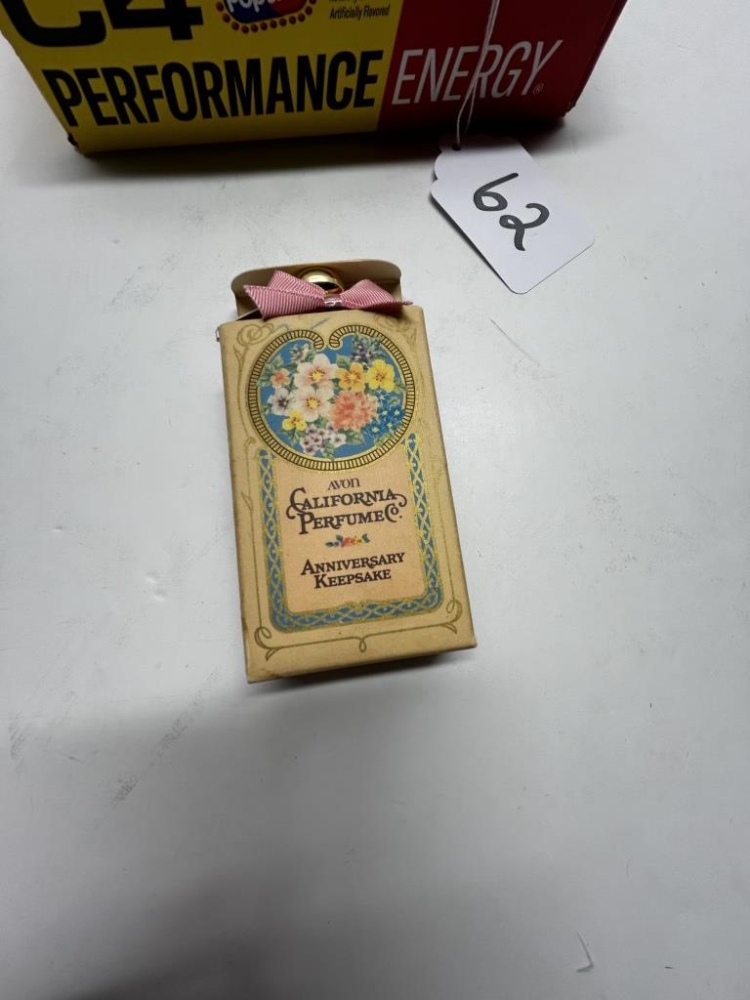 C4
Artificially Flavored
PERFORMANCE ENERGY®
62
AVON
CALIFORNIA
PERFUME Co.
ANNIVERSARY
KEEPSAKE